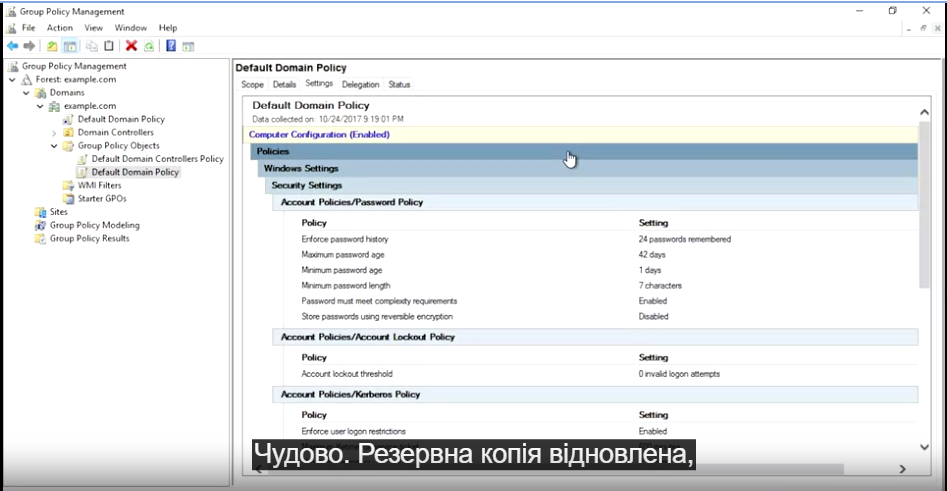 Group Policy Management
File Action View Window Help
Group Policy Management
Forest: example.com
Domains
example.com
Default Domain Policy
Domain Controllers
Group Policy Objects
Default Domain Controllers Policy
Default Domain Policy
WMI Filters
Starter GPOs
Sites
Group Policy Modeling
Group Policy Results
Default Domain Policy
Scope Details Settings Delegation Status
Default Domain Policy
Data collected on: 10/24/2017 9:19:01 PM
Computer Configuration (Enabled)
Policies
Windows Settings
Security Settings
Account Policies/Password Policy
Policy Setting
Enforce password history 24 passwords remembered
Maximum password age 42 days
Minimum password age 1 days
Minimum password length 7 characters
Password must meet complexity requirements Enabled
Store passwords using reversible encryption Disabled
Account Policies/Account Lockout Policy
Policy Setting
Account lockout threshold 0 invalid logon attempts
Account Policies/Kerberos Policy
Policy Setting
Enforce user logon restrictions Enabled
Чудово. Резервна копія відновлена,